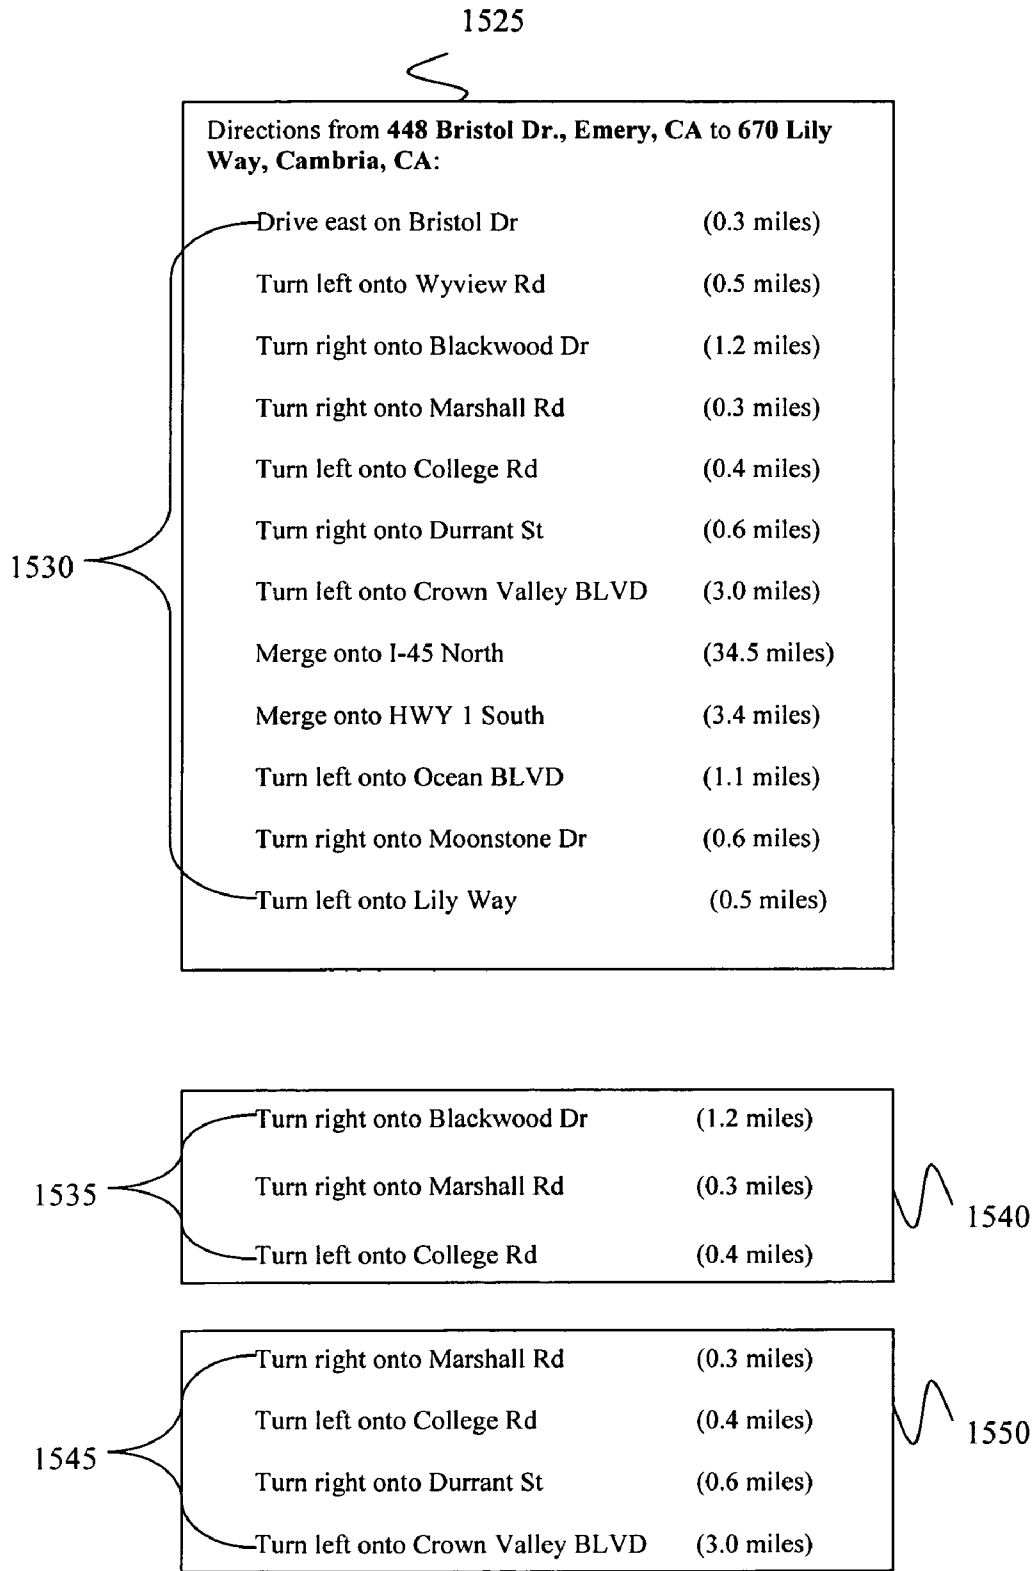 1525
Directions from 448 Bristol Dr., Emery, CA to 670 Lily
Way, Cambria, CA:
Drive east on Bristol Dr (0.3 miles)
Turn left onto Wyview Rd (0.5 miles)
Turn right onto Blackwood Dr (1.2 miles)
Turn right onto Marshall Rd (0.3 miles)
Turn left onto College Rd (0.4 miles)
Turn right onto Durrant St (0.6 miles)
1530
Turn left onto Crown Valley BLVD (3.0 miles)
Merge onto I-45 North (34.5 miles)
Merge onto HWY 1 South (3.4 miles)
Turn left onto Ocean BLVD (1.1 miles)
Turn right onto Moonstone Dr (0.6 miles)
Turn left onto Lily Way (0.5 miles)
Turn right onto Blackwood Dr (1.2 miles)
1535 Turn right onto Marshall Rd (0.3 miles)
1540
Turn left onto College Rd (0.4 miles)
Turn right onto Marshall Rd (0.3 miles)
Turn left onto College Rd (0.4 miles)
1550
1545
Turn right onto Durrant St (0.6 miles)
Turn left onto Crown Valley BLVD (3.0 miles)